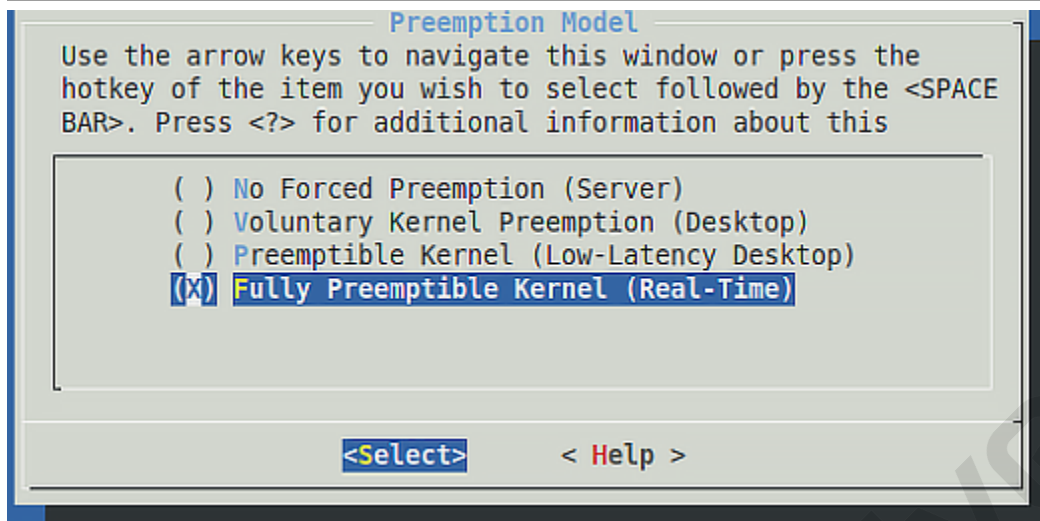 Preemption Model
Use the arrow keys to navigate this window or press the
hotkey of the item you wish to select followed by the <SPACE
BAR>. Press <?> for additional information about this
( ) No Forced Preemption (Server)
( ) Voluntary Kernel Preemption (Desktop)
( ) Preemptible Kernel (Low-Latency Desktop)
(X) Fully Preemptible Kernel (Real-Time)
<Select> < Help >